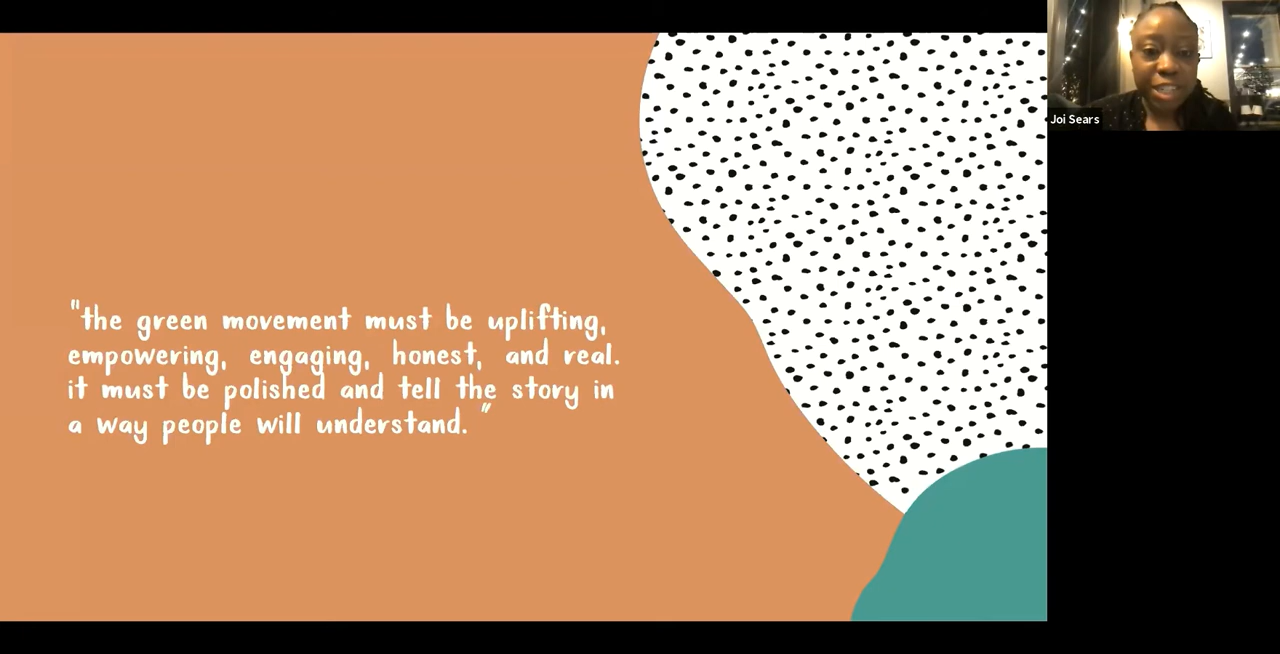 "the green movement must be uplifting,
empowering, engaging, honest, and real.
it must be polished and tell the story in
a way people will understand."
Joi Sears